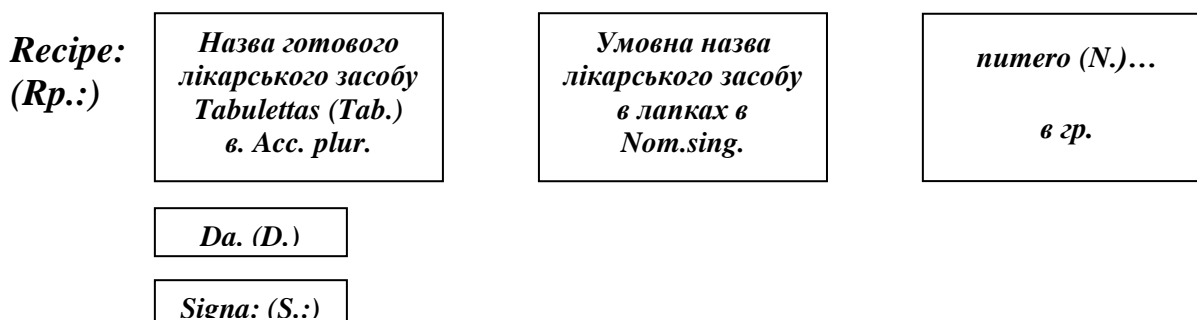 Recipe:
(Rp.:)
Назва готового
лікарського засобу
Tabulettas (Tab.)
в. Acc. plur.
Умовна назва
лікарського засобу
в лапках в
Nom.sing.
numero (N.)…
в гр.
Da. (D.)
Signa: (S.:)